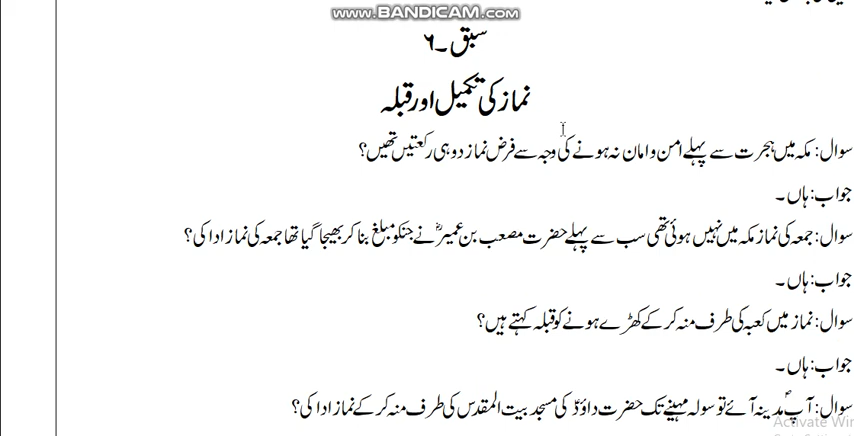 www.BANDICAM.com
سبق ۔ ۶
نماز کی تکمیل اور قبلہ
سوال: مکہ میں ہجرت سے پہلے امن و امان نہ ہونے کی وجہ سے فرض نماز دو ہی رکعتیں تھیں؟
جواب: ہاں ۔
سوال: جمعہ کی نماز مکہ میں نہیں ہوئی تھی سب سے پہلے حضرت مصعب بن عمیرؓ نے جنکو مبلغ بنا کر بھیجا گیا تھا جمعہ کی نماز ادا کی؟
جواب: ہاں ۔
سوال: نماز میں کعبہ کی طرف منہ کر کے کھڑے ہونے کو قبلہ کہتے ہیں؟
جواب: ہاں ۔
سوال: آپؐ مدینہ آئے تو سولہ مہینے تک حضرت داؤدؑ کی مسجد بیت المقدس کی طرف منہ کر کے نماز ادا کی؟
Activate Win